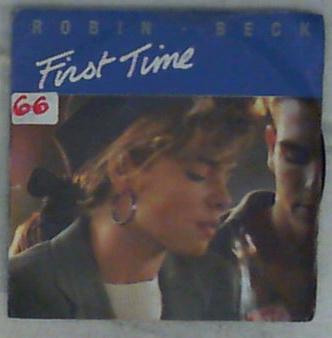 ROBIN - BECK
First Time
66